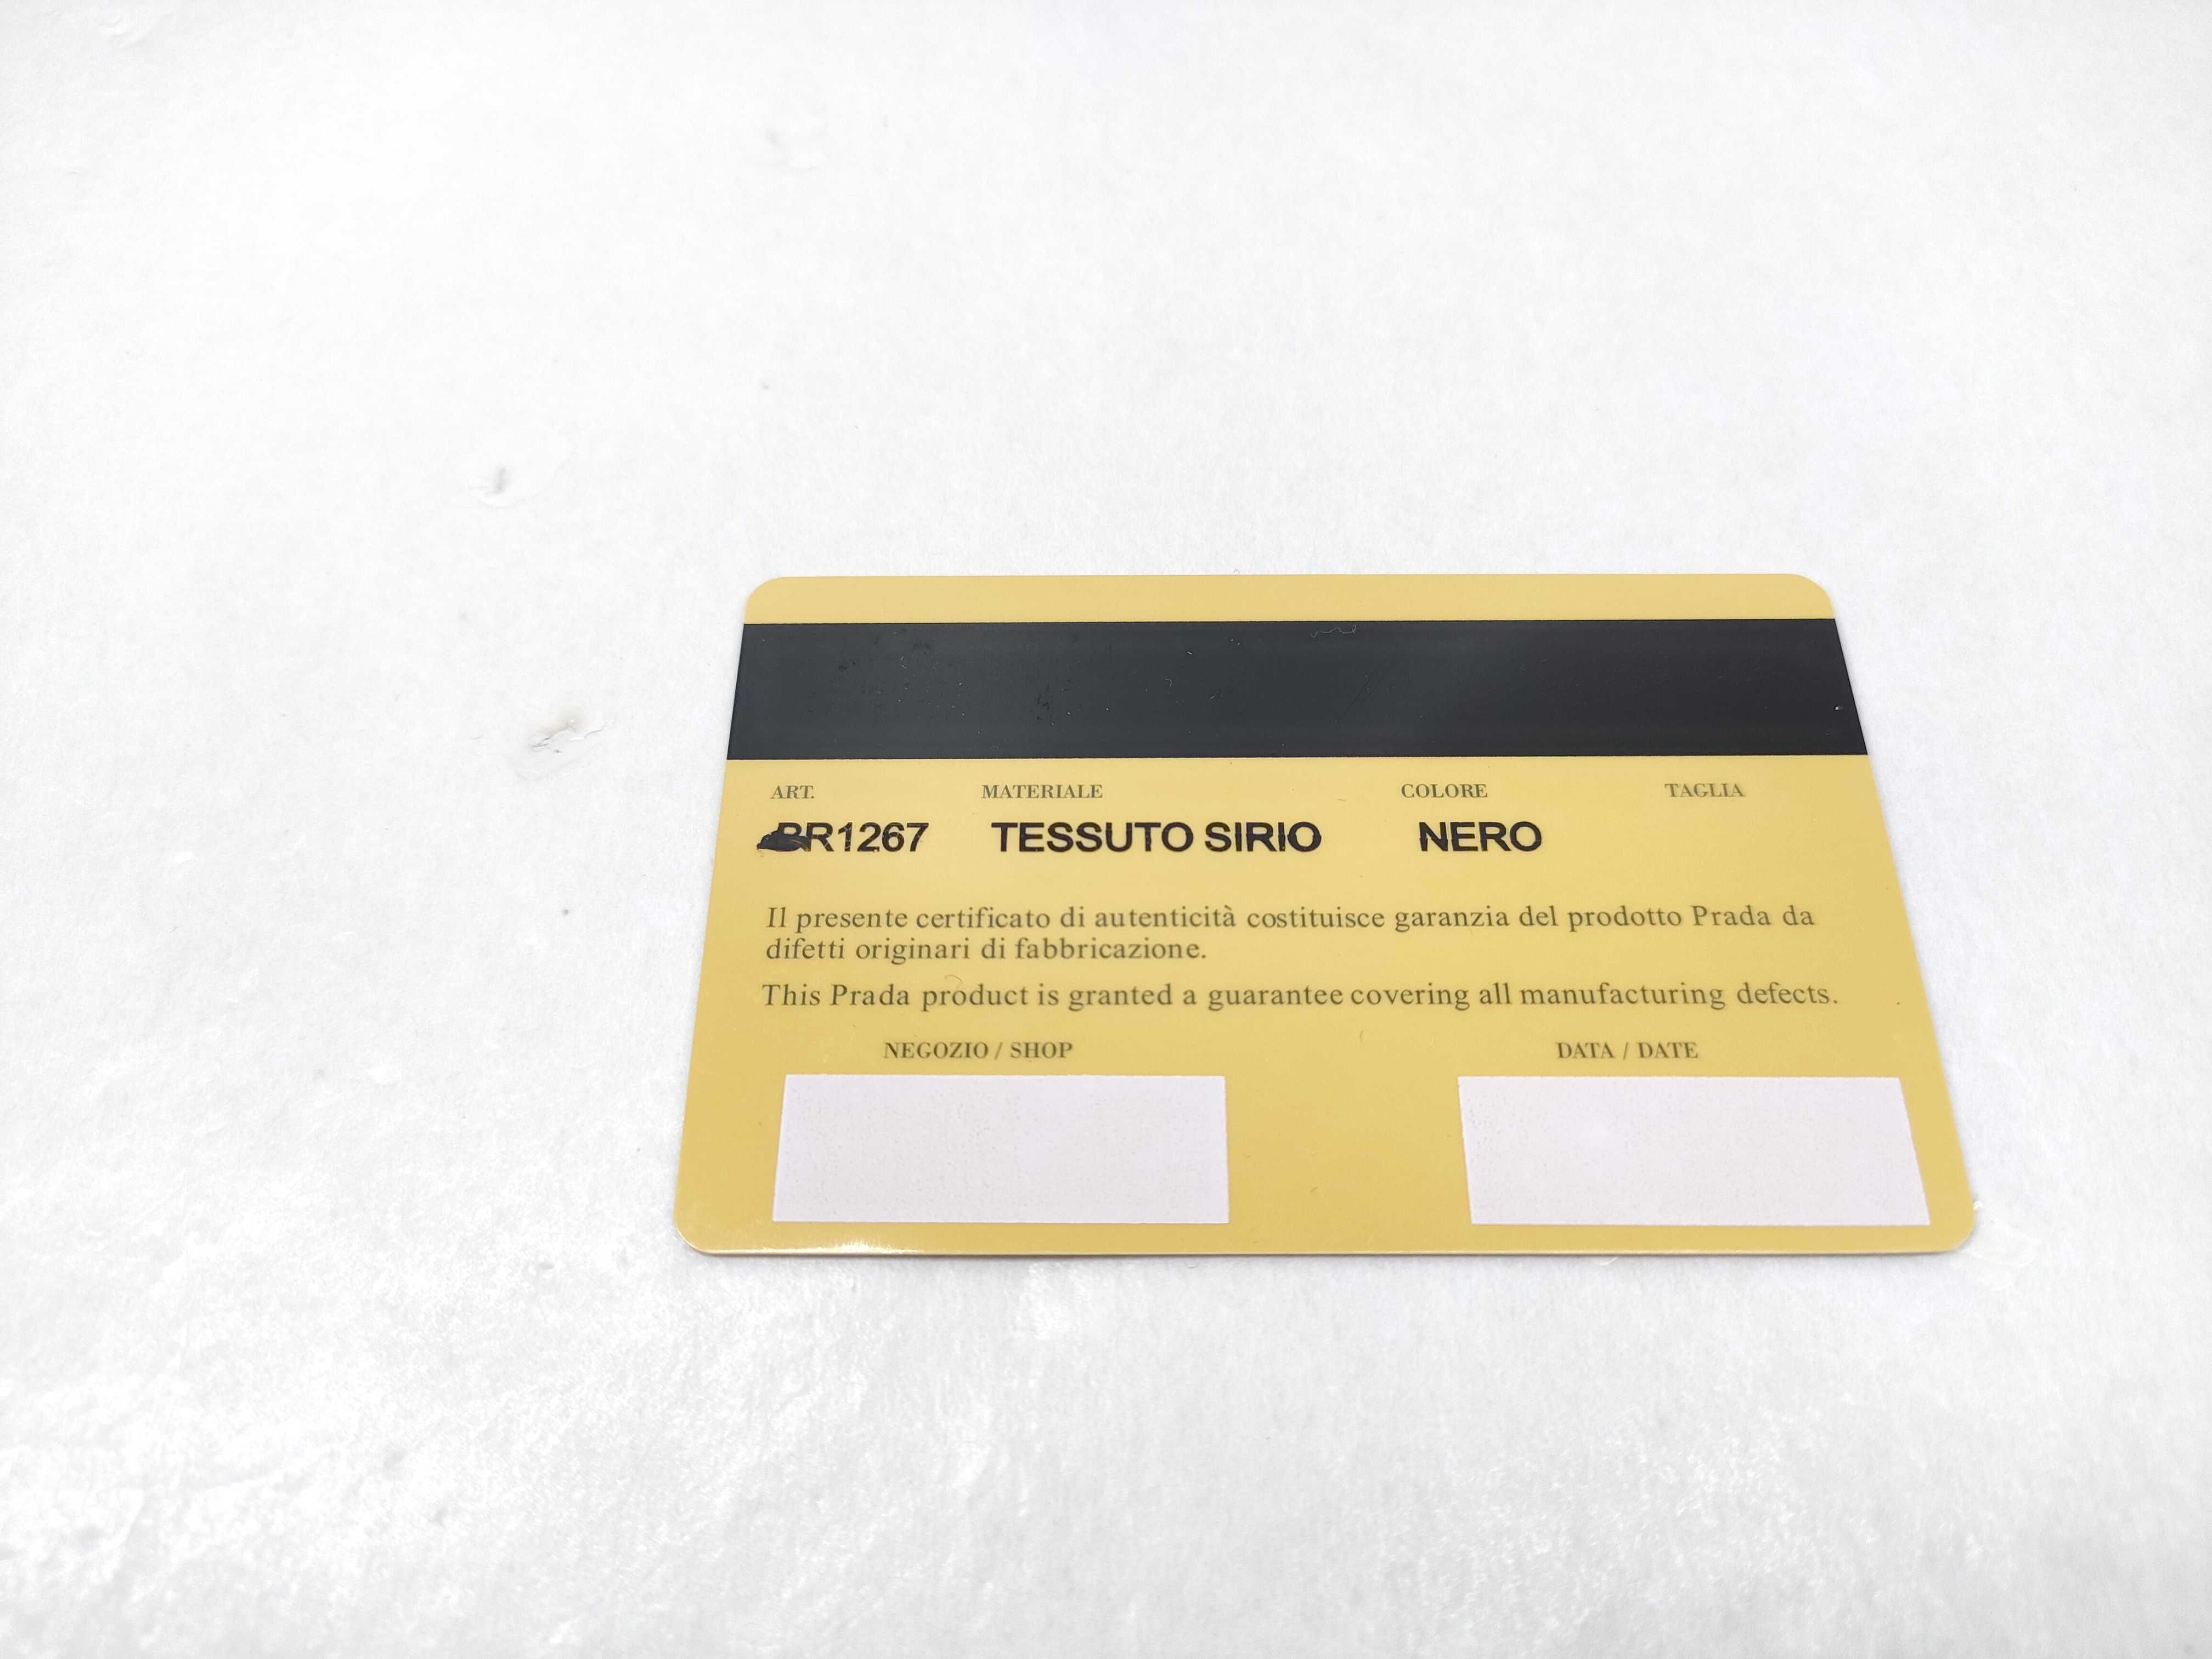 ART. MATERIALE COLORE TAGLIA
BR1267 TESSUTO SIRIO NERO
Il presente certificato di autenticità costituisce garanzia del prodotto Prada da
difetti originari di fabbricazione.
This Prada product is granted a guarantee covering all manufacturing defects.
NEGOZIO / SHOP DATA / DATE